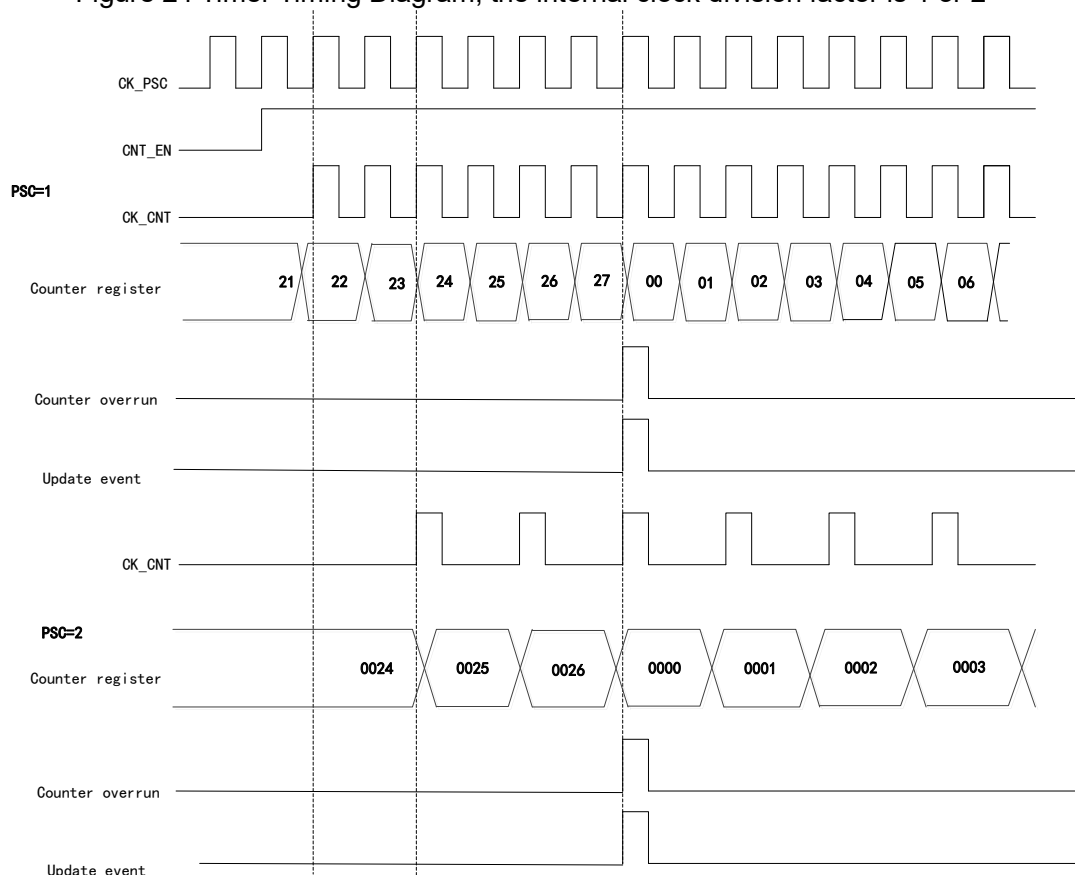 Figure 21 Timer Timing Diagram, the internal clock division factor is 1 or 2
CK_PSC
CNT_EN
PSC=1
CK_CNT
Counter register 21 22 23 24 25 26 27 00 01 02 03 04 05 06
Counter overrun
Update event
CK_CNT
PSC=2
Counter register 0024 0025 0026 0000 0001 0002 0003
Counter overrun
Update event